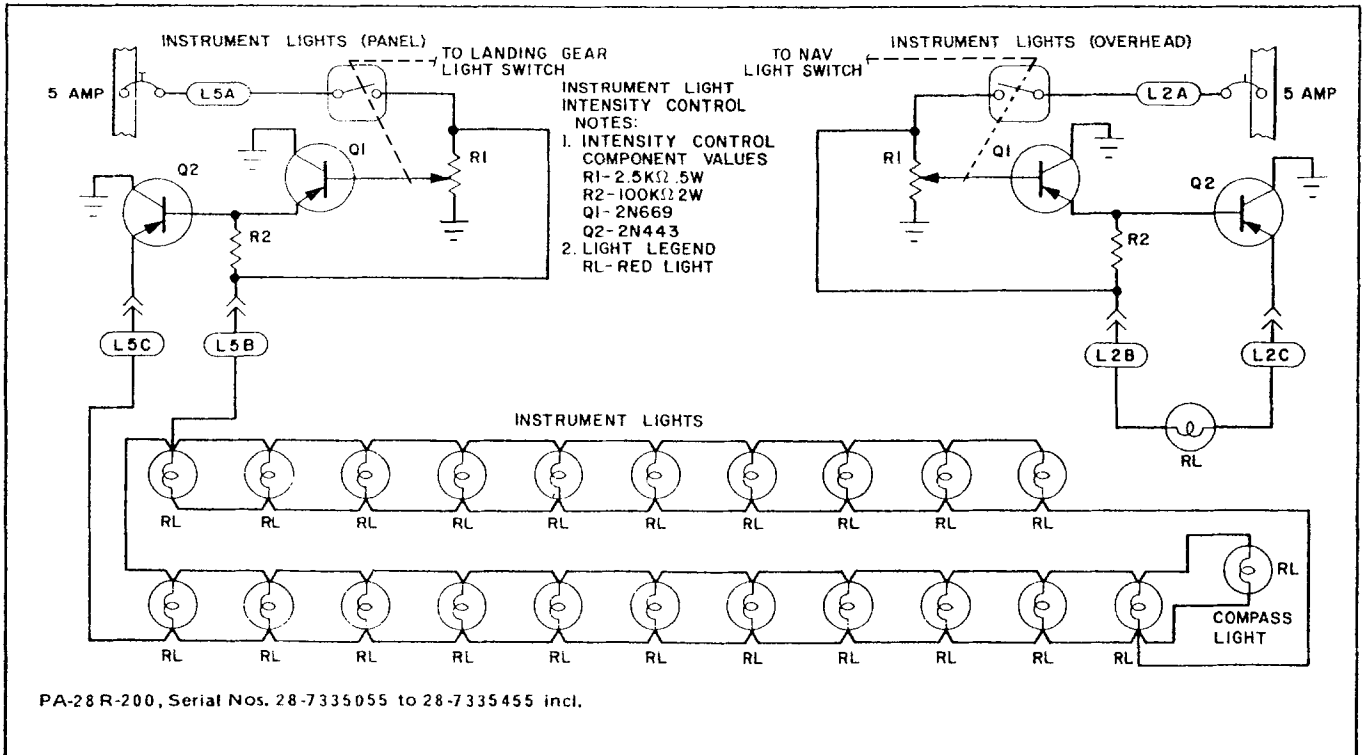 INSTRUMENT LIGHTS (PANEL)
TO LANDING GEAR
LIGHT SWITCH
TO NAV
LIGHT SWITCH
INSTRUMENT LIGHTS (OVERHEAD)
5 AMP
L5A
L2A
5 AMP
INSTRUMENT LIGHT
INTENSITY CONTROL
NOTES:
1. INTENSITY CONTROL
COMPONENT VALUES
R1-2.5KΩ .5W
R2-100KΩ 2W
Q1-2N669
Q2-2N443
2. LIGHT LEGEND
RL-RED LIGHT
Q1
R1
Q2
R2
R1
Q1
Q2
R2
L5C
L5B
L2B
L2C
RL
INSTRUMENT LIGHTS
RL RL RL RL RL RL RL RL RL RL
RL
COMPASS
LIGHT
RL RL RL RL RL RL RL RL RL RL RL
PA-28 R-200, Serial Nos. 28-7335055 to 28-7335455 incl.